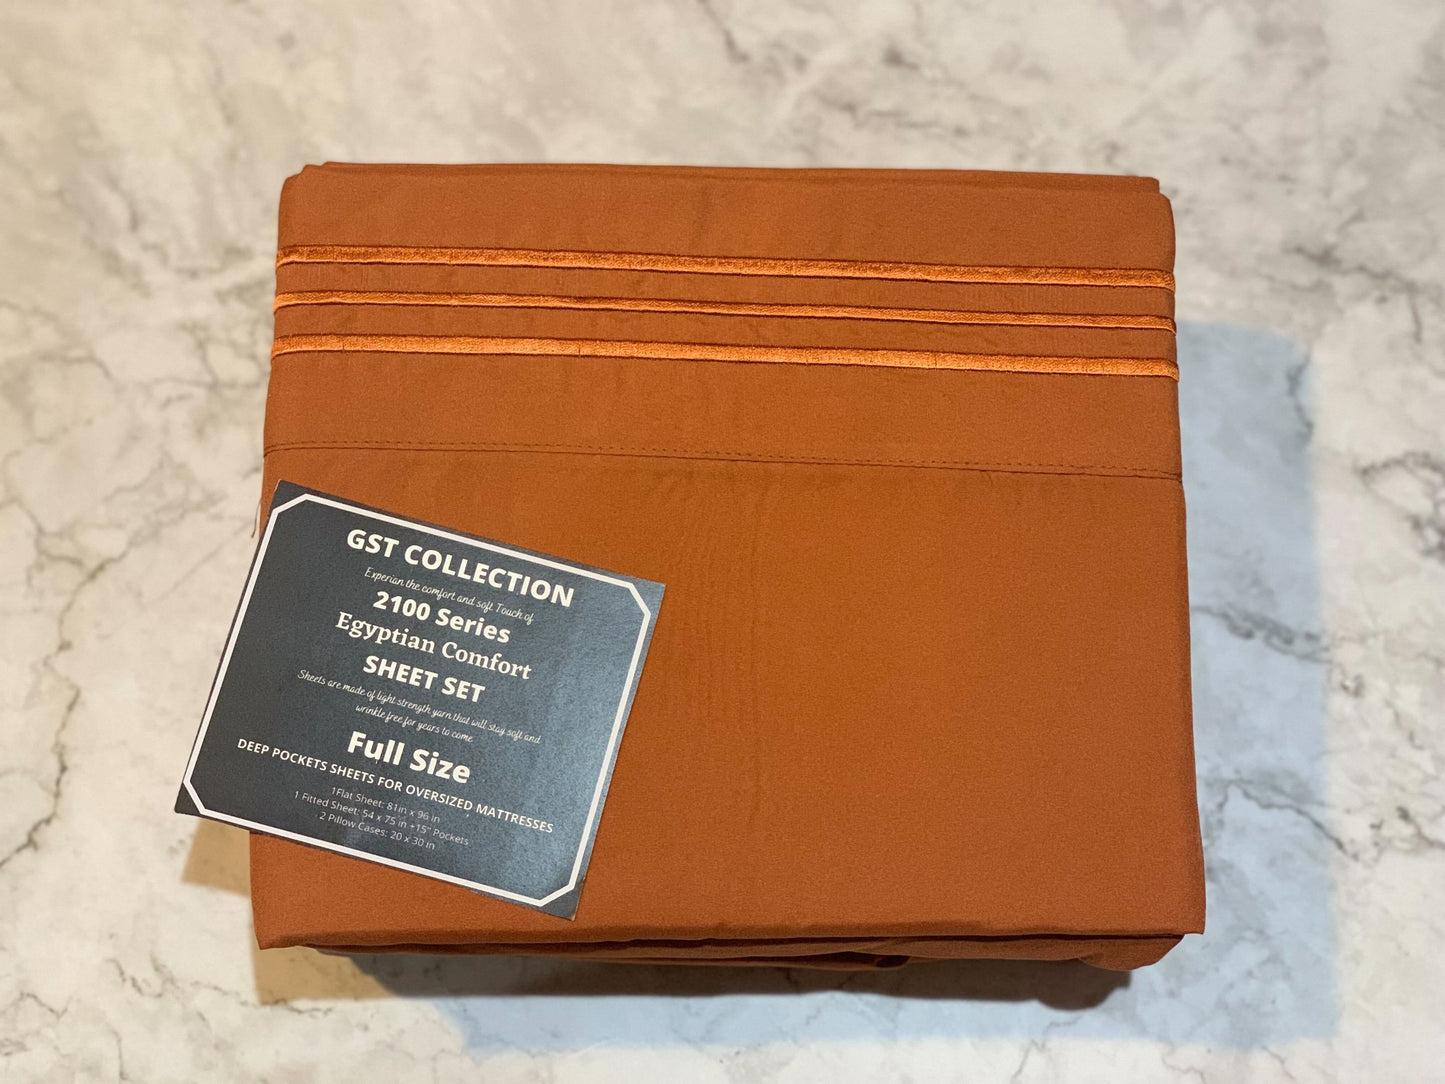 GST COLLECTION
Experian the comfort and soft Touch of
2100 Series
Egyptian Comfort
SHEET SET
Sheets are made of light strength yarn that will stay soft and
wrinkle free for years to come
Full Size
DEEP POCKETS SHEETS FOR OVERSIZED MATTRESSES
1Flat Sheet: 81in x 96 in
1 Fitted Sheet: 54 x 75 in +15" Pockets
2 Pillow Cases: 20 x 30 in